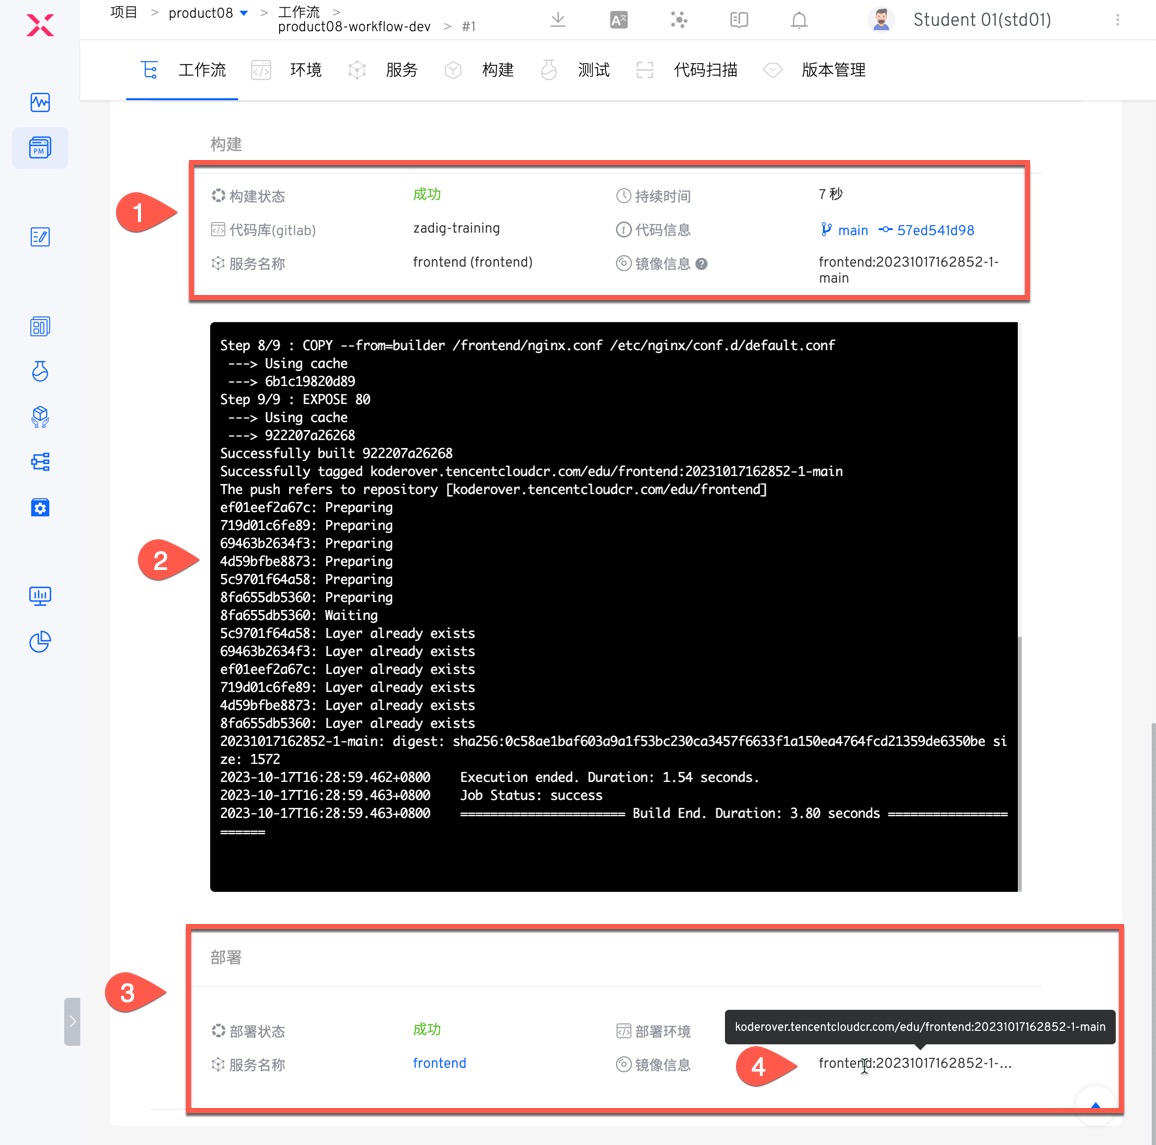 项目 > product08 > 工作流 >
product08-workflow-dev > #1
Student 01(std01)
工作流 环境 服务 构建 测试 代码扫描 版本管理
PM
构建
1
构建状态 成功 持续时间 7 秒
代码库(gitlab) zadig-training 代码信息 main 57ed541d98
服务名称 frontend (frontend) 镜像信息 frontend:20231017162852-1-
main
2
Step 8/9 : COPY --from=builder /frontend/nginx.conf /etc/nginx/conf.d/default.conf
---> Using cache
---> 6b1c19820d89
Step 9/9 : EXPOSE 80
---> Using cache
---> 922207a26268
Successfully built 922207a26268
Successfully tagged koderover.tencentcloudcr.com/edu/frontend:20231017162852-1-main
The push refers to repository [koderover.tencentcloudcr.com/edu/frontend]
ef01eef2a67c: Preparing
719d01c6fe89: Preparing
69463b2634f3: Preparing
4d59bfbe8873: Preparing
5c9701f64a58: Preparing
8fa655db5360: Preparing
8fa655db5360: Waiting
5c9701f64a58: Layer already exists
69463b2634f3: Layer already exists
ef01eef2a67c: Layer already exists
719d01c6fe89: Layer already exists
4d59bfbe8873: Layer already exists
8fa655db5360: Layer already exists
20231017162852-1-main: digest: sha256:0c58ae1baf603a9a1f53bc230ca3457f6633f1a150ea4764fcd21359de6350be si
ze: 1572
2023-10-17T16:28:59.462+0800 Execution ended. Duration: 1.54 seconds.
2023-10-17T16:28:59.463+0800 Job Status: success
2023-10-17T16:28:59.463+0800 ====================== Build End. Duration: 3.80 seconds ================
======
3
部署
部署状态 成功 部署环境
koderover.tencentcloudcr.com/edu/frontend:20231017162852-1-main
服务名称 frontend 镜像信息 4 frontend:20231017162852-1-...